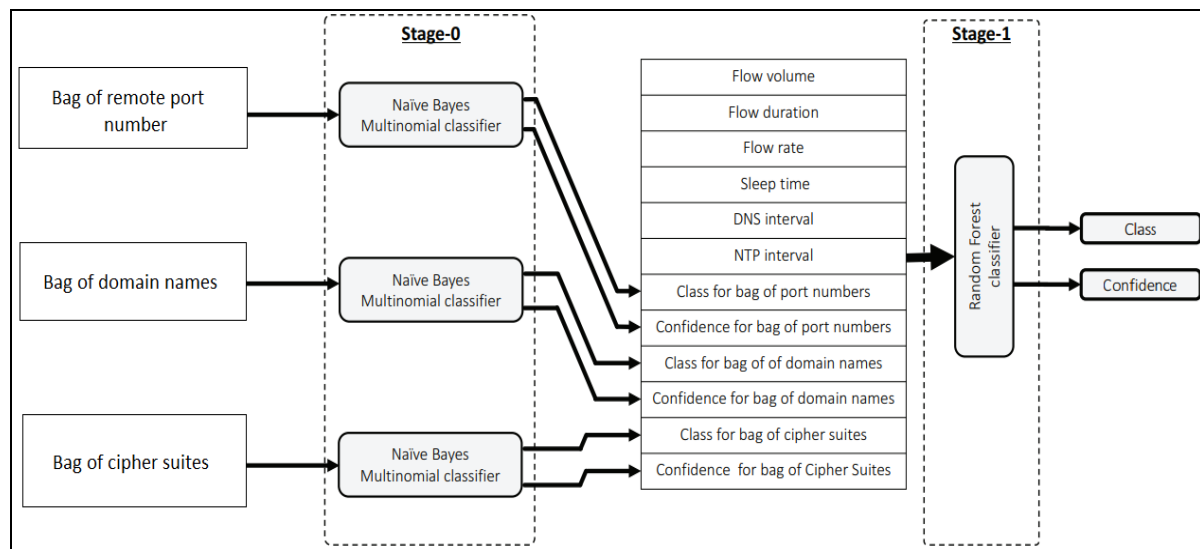 Stage-0
Bag of remote port
number
Naïve Bayes
Multinomial classifier
Bag of domain names
Naïve Bayes
Multinomial classifier
Bag of cipher suites
Naïve Bayes
Multinomial classifier
Flow volume
Flow duration
Flow rate
Sleep time
DNS interval
NTP interval
Class for bag of port numbers
Confidence for bag of port numbers
Class for bag of of domain names
Confidence for bag of domain names
Class for bag of cipher suites
Confidence for bag of Cipher Suites
Stage-1
Random Forest
classifier
Class
Confidence